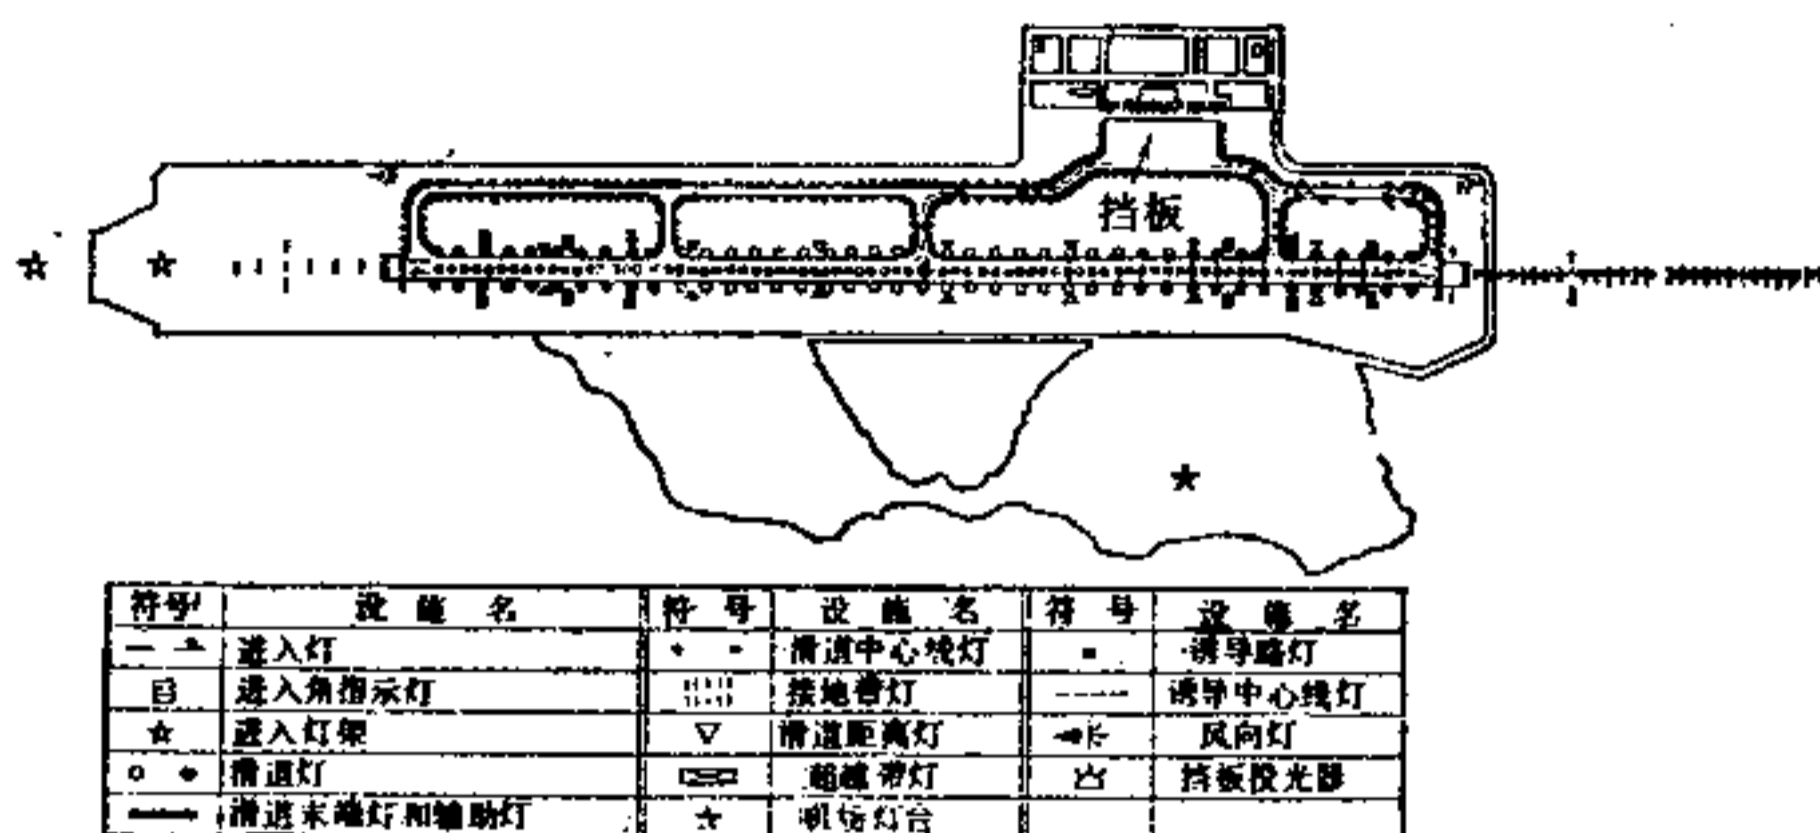 挡板
符号 设施名 符号 设施名 符号 设施名
进入灯 滑道中心线灯 诱导路灯
进入角指示灯 接地带灯 诱导中心线灯
进入灯架 滑道距离灯 风向灯
滑道灯 超越带灯 挡板投光器
滑道末端灯和辅助灯 机场灯台